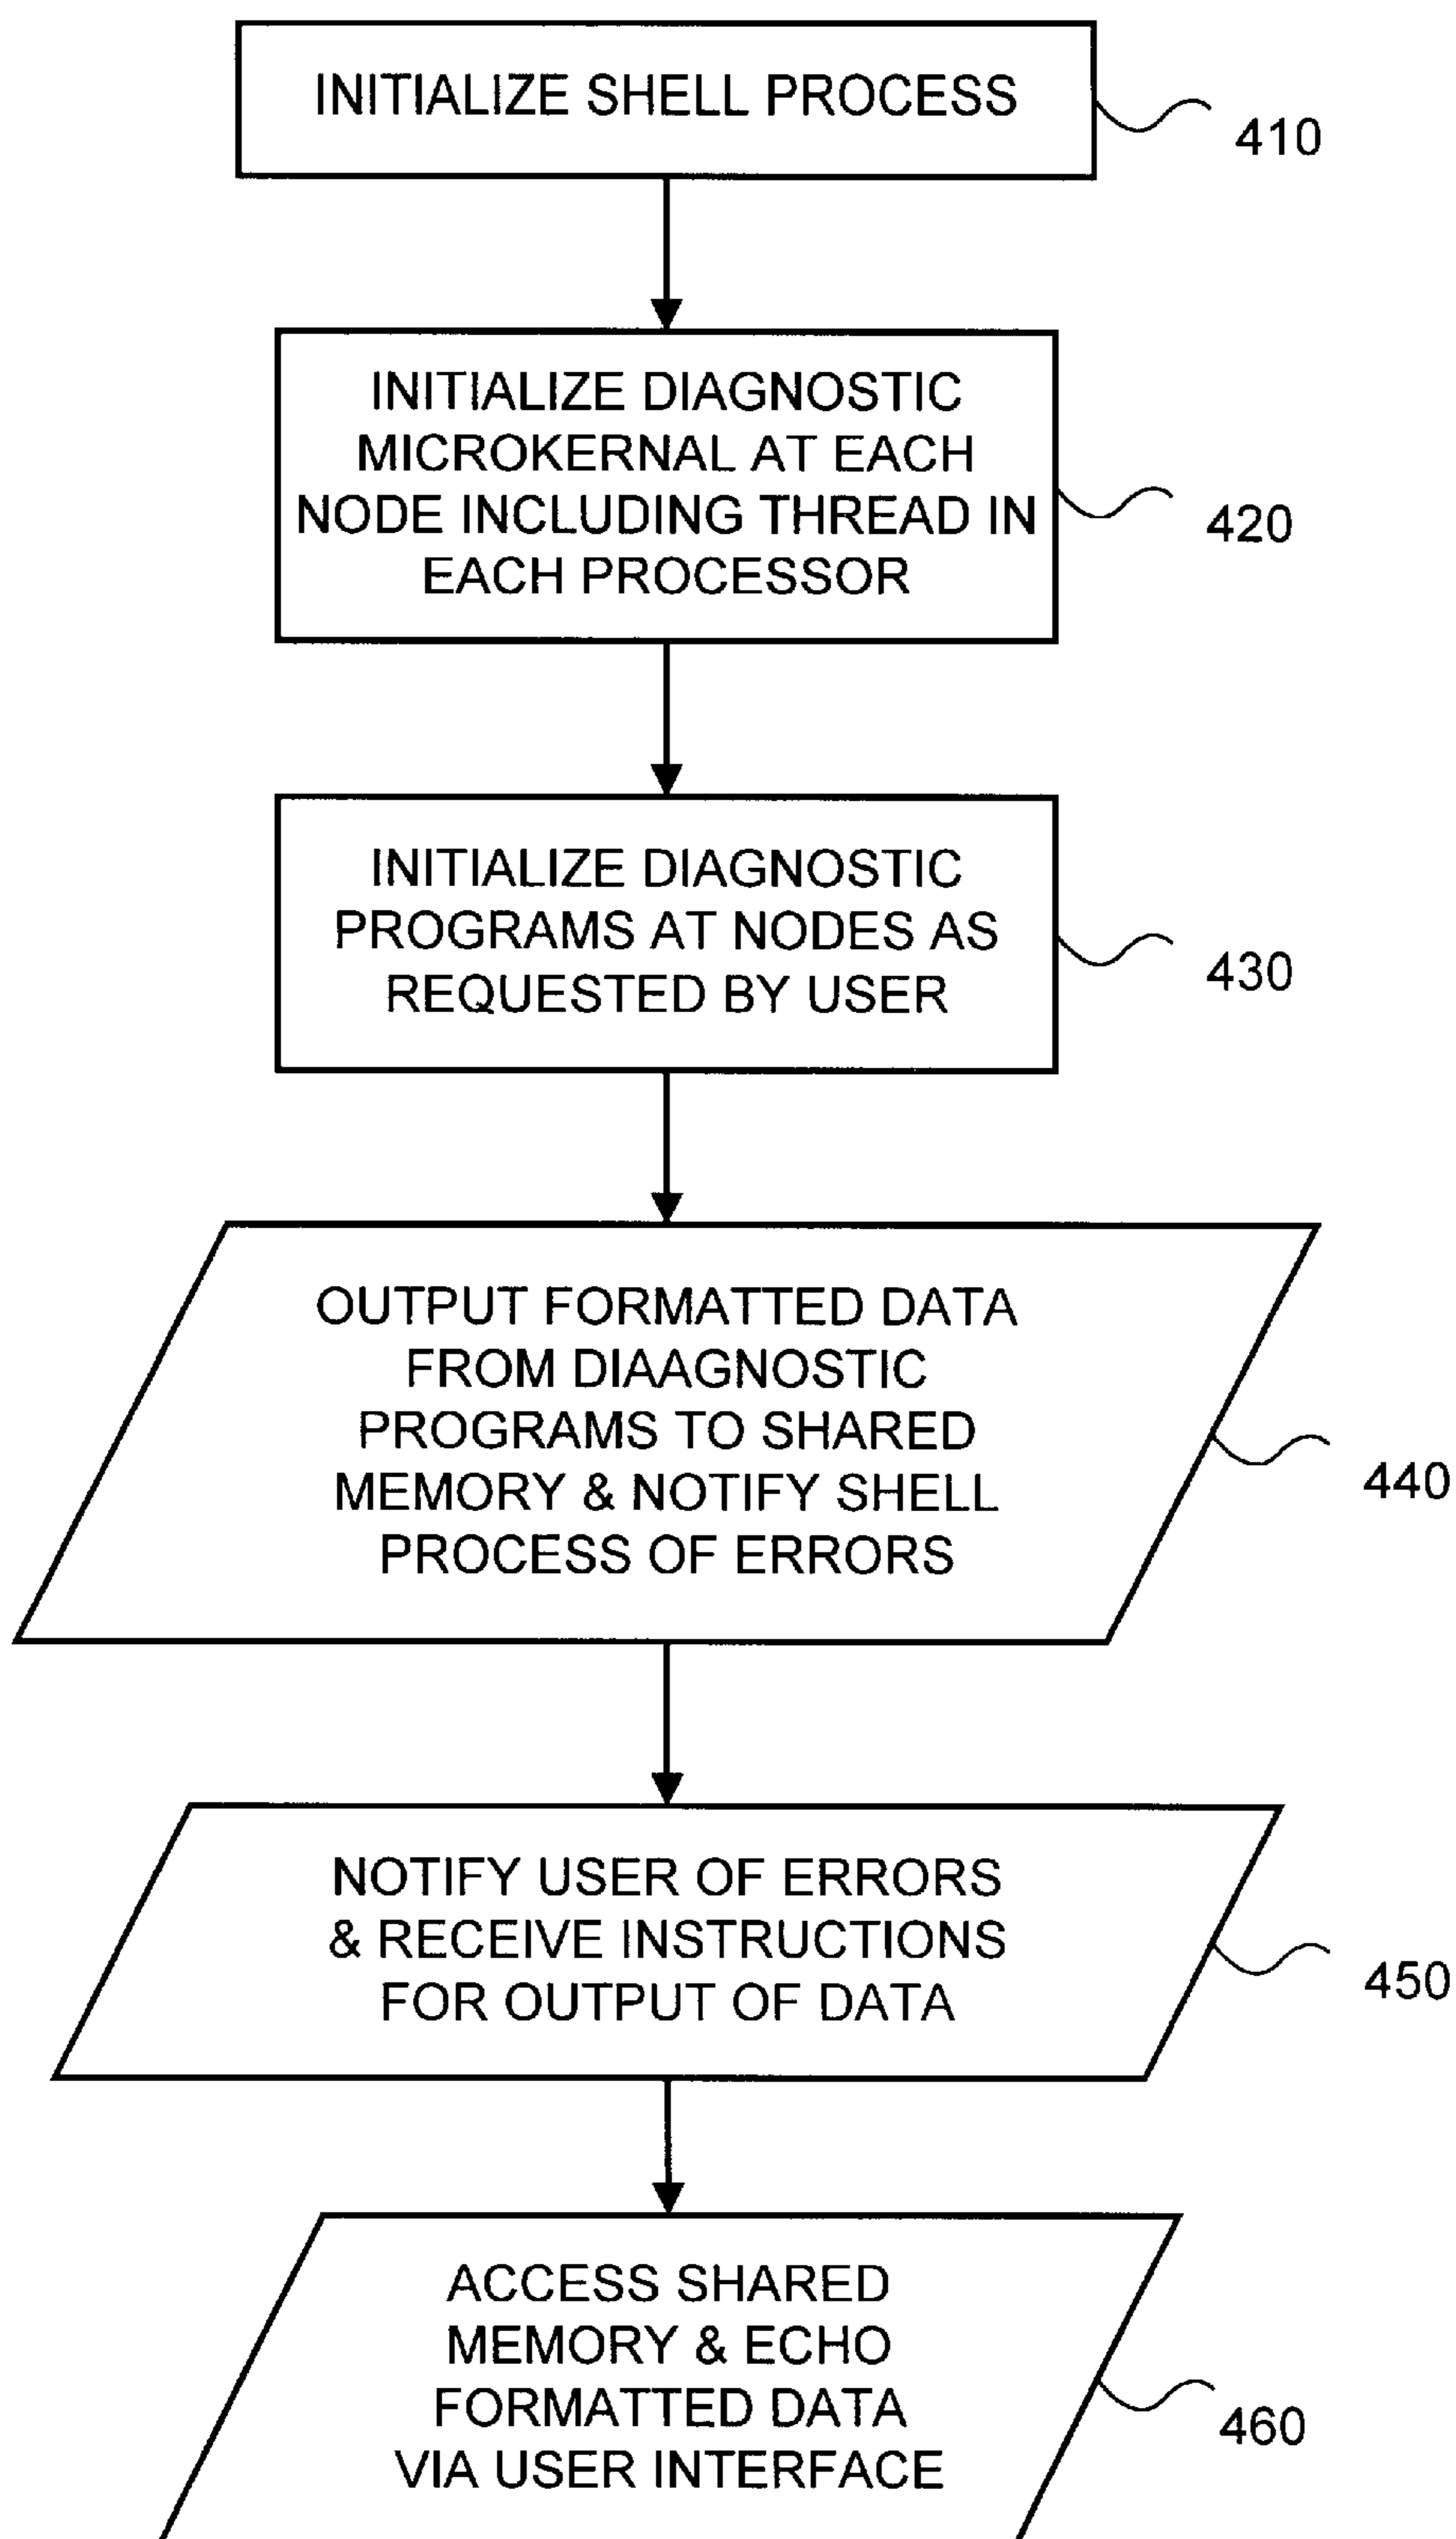 INITIALIZE SHELL PROCESS
410
INITIALIZE DIAGNOSTIC
MICROKERNAL AT EACH
NODE INCLUDING THREAD IN
EACH PROCESSOR
420
INITIALIZE DIAGNOSTIC
PROGRAMS AT NODES AS
REQUESTED BY USER
430
OUTPUT FORMATTED DATA
FROM DIAAGNOSTIC
PROGRAMS TO SHARED
MEMORY & NOTIFY SHELL
PROCESS OF ERRORS
440
NOTIFY USER OF ERRORS
& RECEIVE INSTRUCTIONS
FOR OUTPUT OF DATA
450
ACCESS SHARED
MEMORY & ECHO
FORMATTED DATA
VIA USER INTERFACE
460